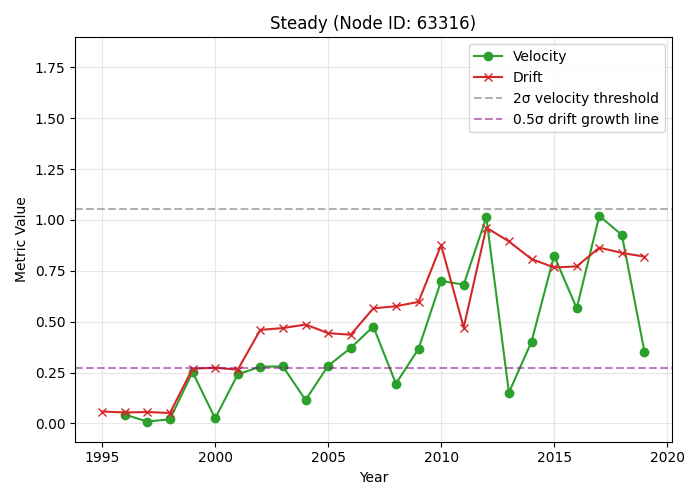 Steady (Node ID: 63316)
Velocity
Drift
2σ velocity threshold
0.5σ drift growth line
Metric Value
1.75
1.50
1.25
1.00
0.75
0.50
0.25
0.00
1995 2000 2005 2010 2015 2020
Year